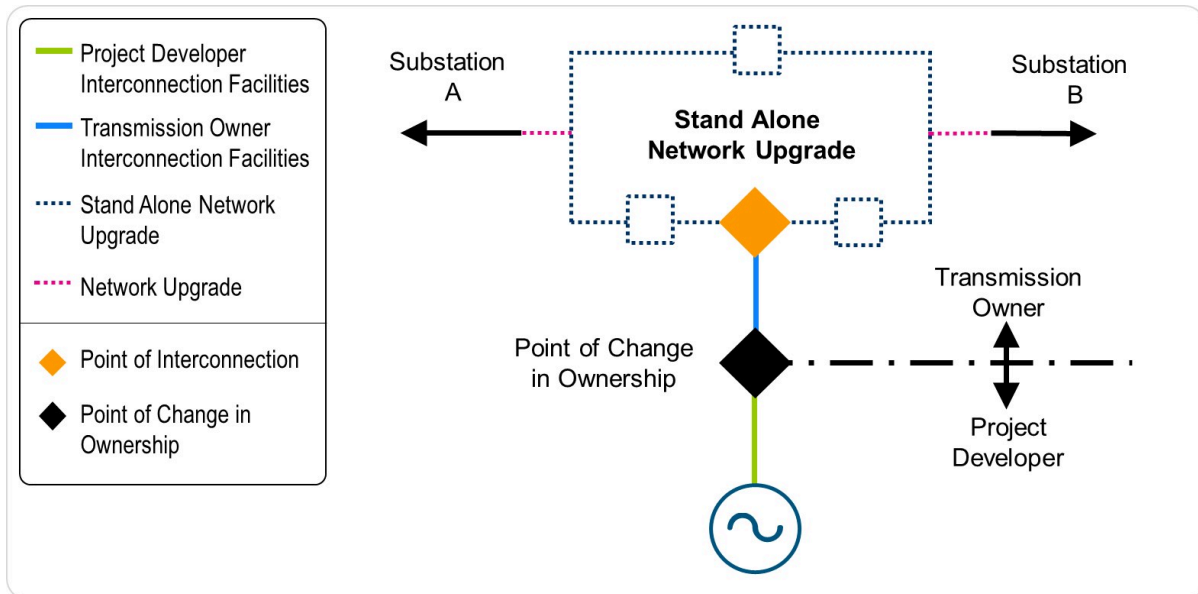 Project Developer
Interconnection Facilities
Transmission Owner
Interconnection Facilities
Stand Alone Network
Upgrade
Network Upgrade
Point of Interconnection
Point of Change in
Ownership
Substation
A
Substation
B
Stand Alone
Network Upgrade
Transmission
Owner
Point of Change
in Ownership
Project
Developer